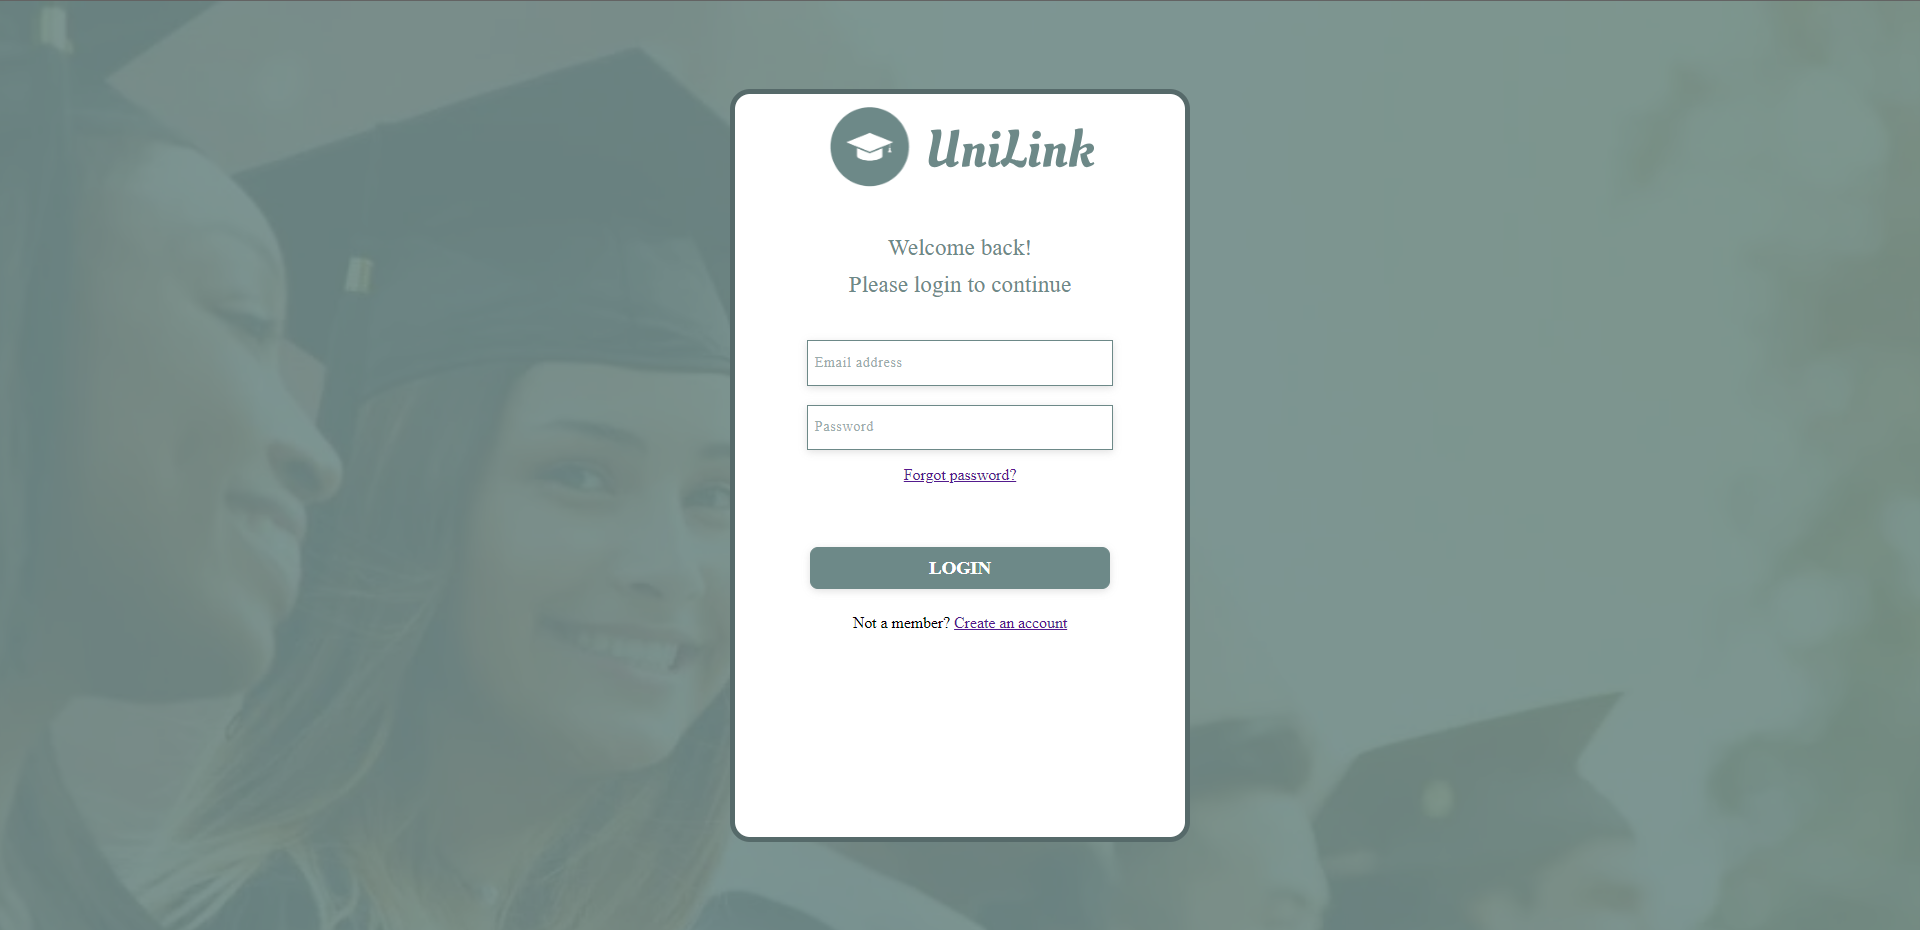 UniLink
Welcome back!
Please login to continue
Email address
Password
Forgot password?
LOGIN
Not a member? Create an account